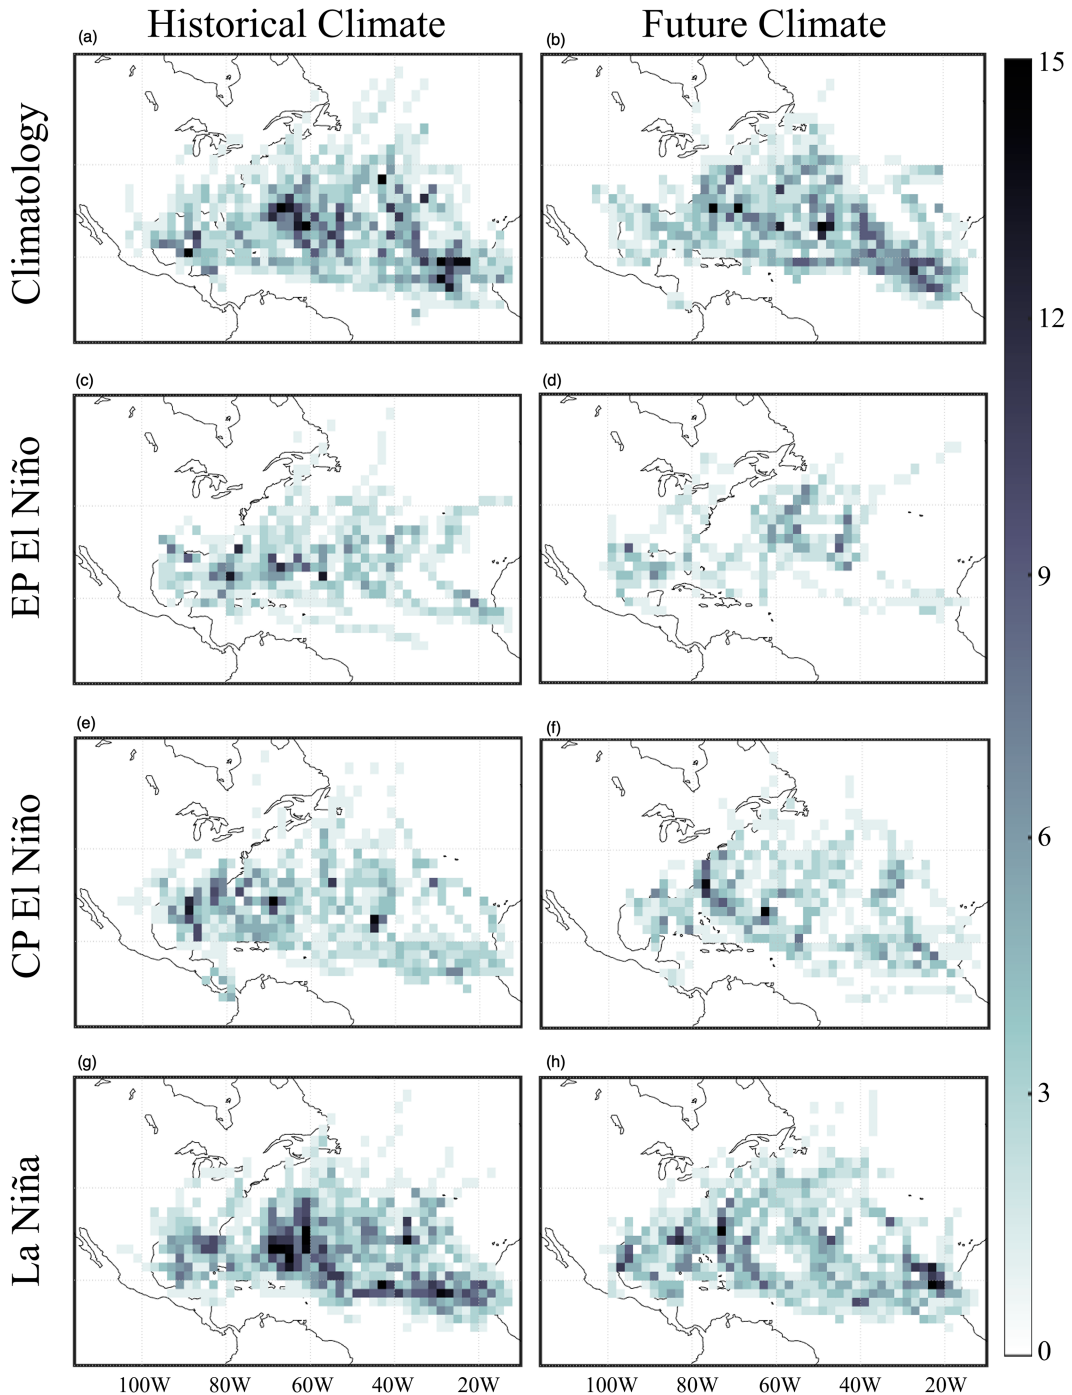 Historical Climate
Future Climate
(a)
(b)
15
Climatology
12
(c)
(d)
EP El Niño
9
(e)
(f)
CP El Niño
6
(g)
(h)
3
La Niña
0
100W 80W 60W 40W 20W
100W 80W 60W 40W 20W